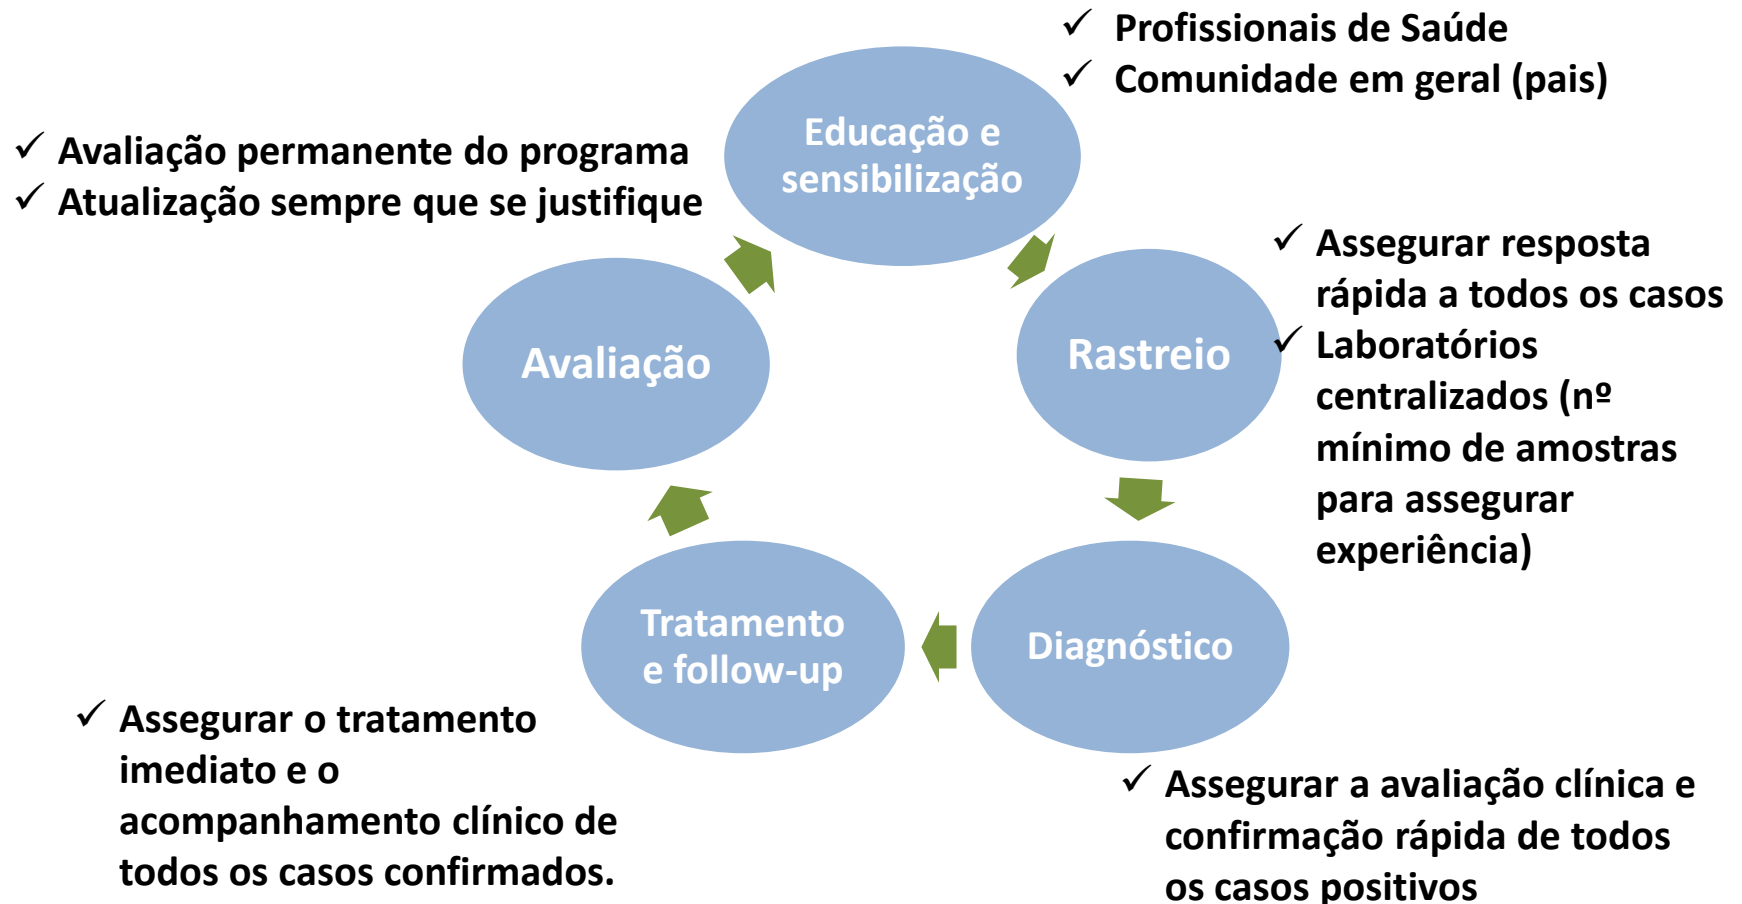 ✓ Profissionais de Saúde
✓ Comunidade em geral (pais)
Educação e
sensibilização
✓ Avaliação permanente do programa
✓ Atualização sempre que se justifique
✓ Assegurar resposta
rápida a todos os casos
✓ Laboratórios
centralizados (nº
mínimo de amostras
para assegurar
experiência)
Rastreio
Avaliação
Diagnóstico
Tratamento
e follow-up
✓ Assegurar o tratamento
imediato e o
acompanhamento clínico de
todos os casos confirmados.
✓ Assegurar a avaliação clínica e
confirmação rápida de todos
os casos positivos